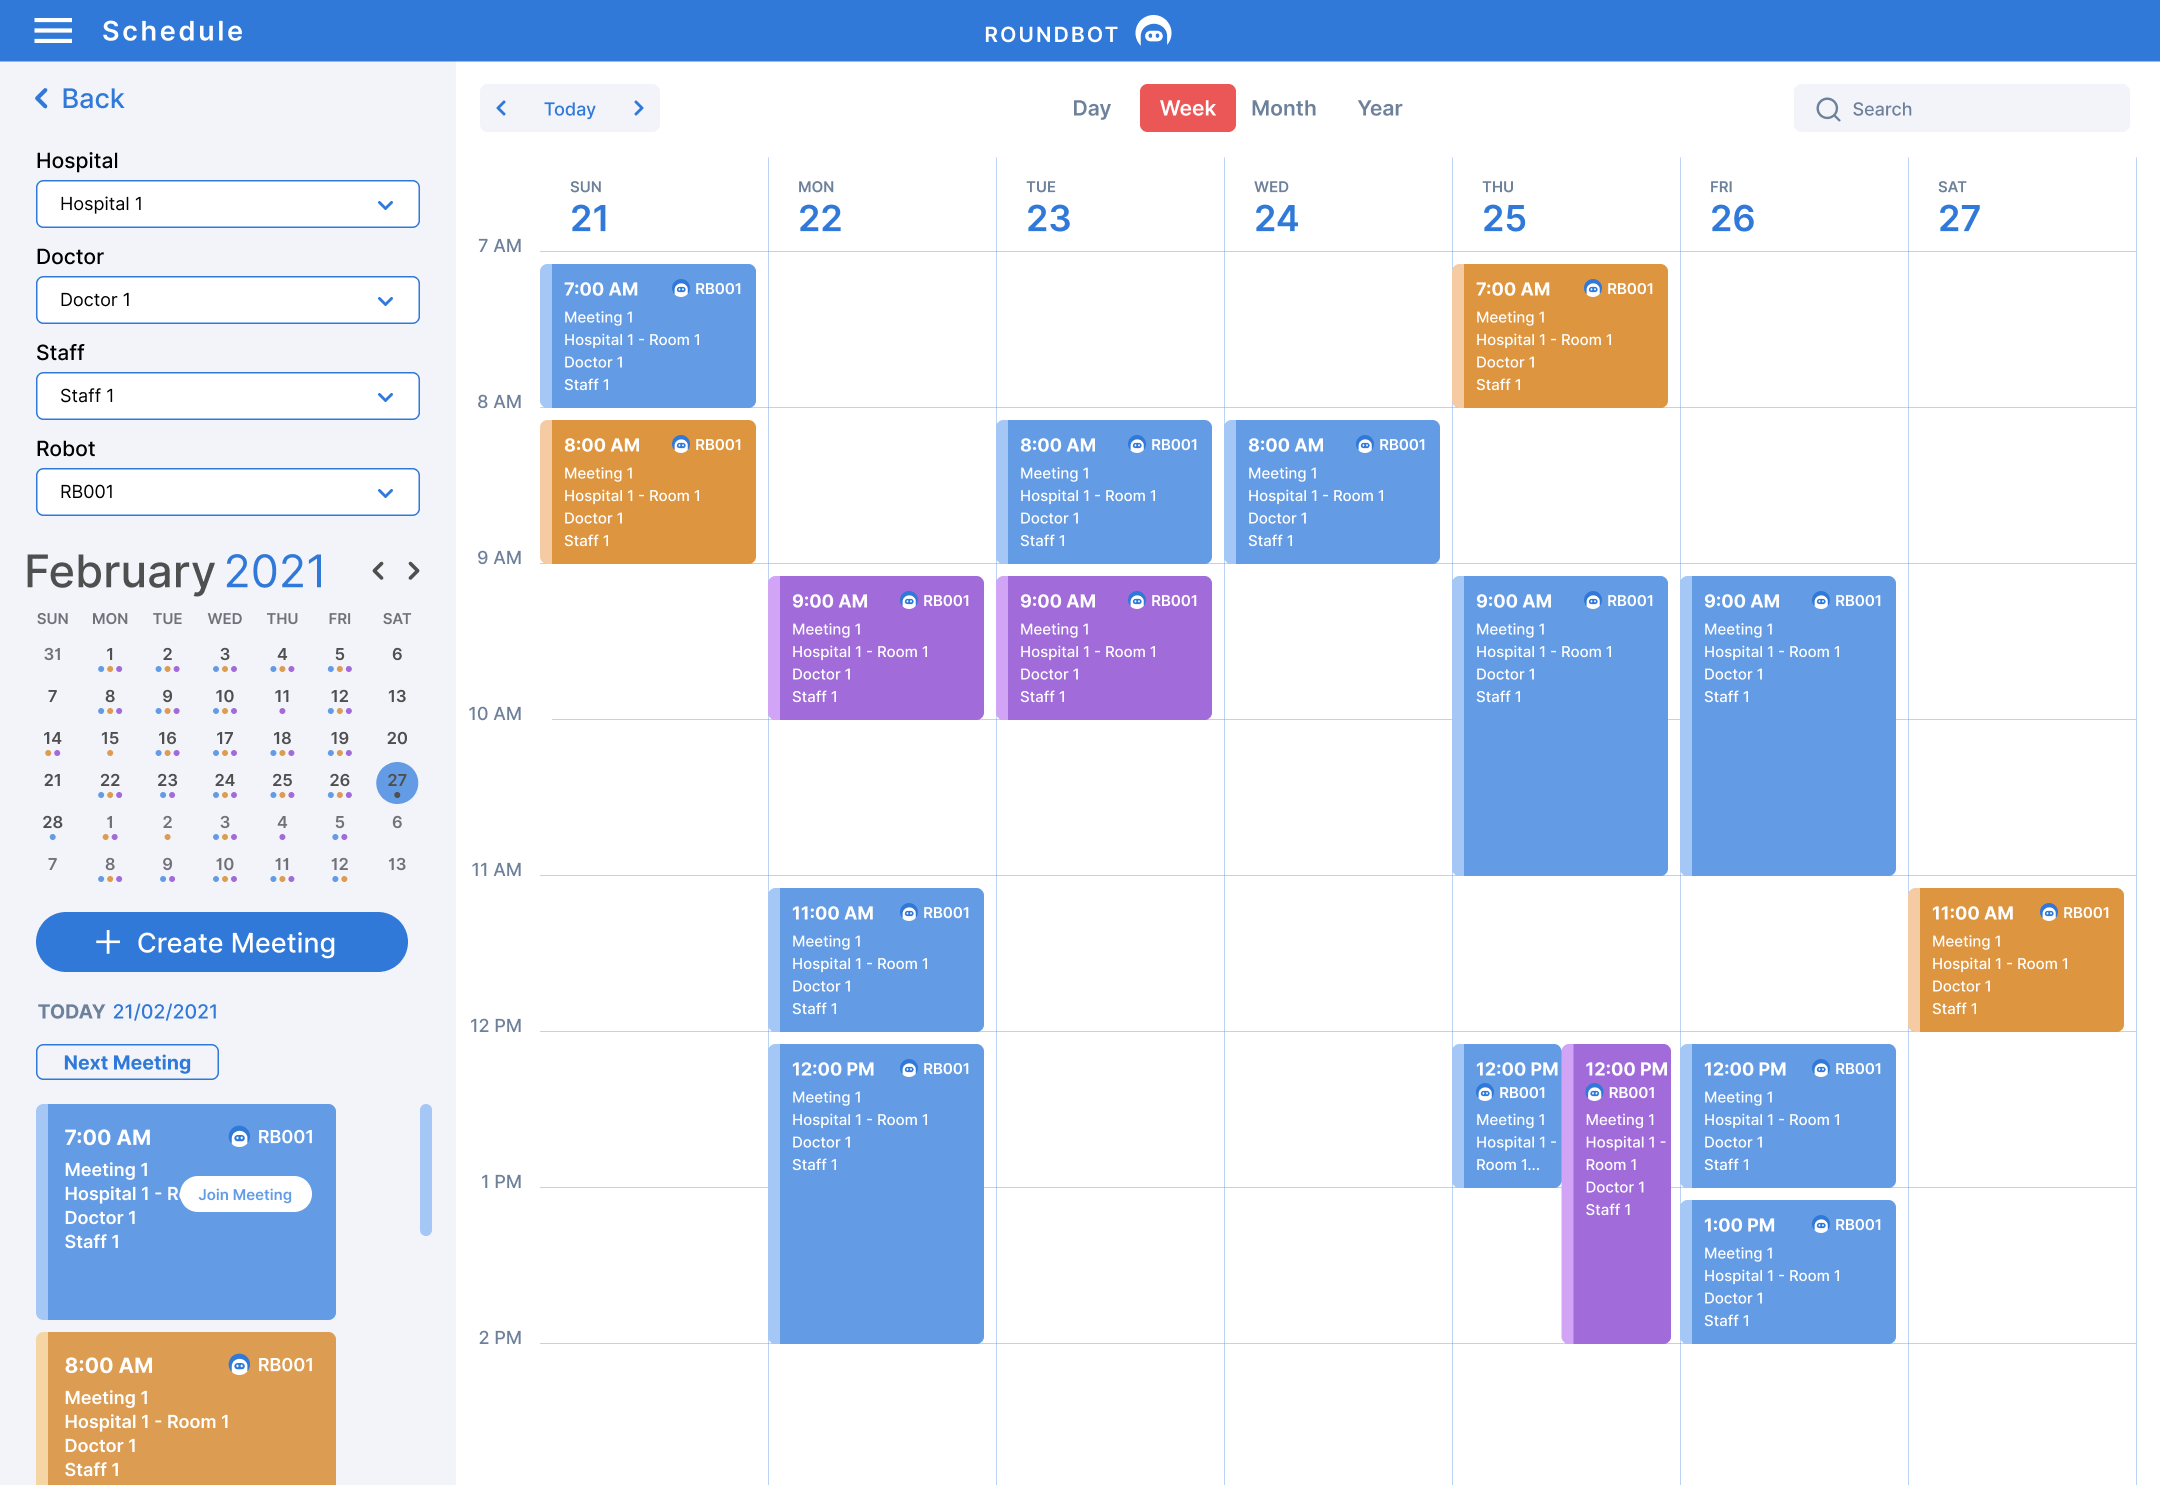 Schedule
ROUNDBOT
Back
Hospital
Hospital 1
Doctor
Doctor 1
Staff
Staff 1
Robot
RB001
February 2021
SUN MON TUE WED THU FRI SAT
31 1 2 3 4 5 6
7 8 9 10 11 12 13
14 15 16 17 18 19 20
21 22 23 24 25 26 27
28 1 2 3 4 5 6
7 8 9 10 11 12 13
+ Create Meeting
TODAY 21/02/2021
Next Meeting
7:00 AM RB001
Meeting 1
Hospital 1 - R
Join Meeting
Doctor 1
Staff 1
8:00 AM RB001
Meeting 1
Hospital 1 - Room 1
Doctor 1
Staff 1
Today
Day Week Month Year
Search
SUN MON TUE WED THU FRI SAT
21 22 23 24 25 26 27
7 AM
8 AM
9 AM
10 AM
11 AM
12 PM
1 PM
2 PM
7:00 AM RB001
Meeting 1
Hospital 1 - Room 1
Doctor 1
Staff 1
8:00 AM RB001
Meeting 1
Hospital 1 - Room 1
Doctor 1
Staff 1
9:00 AM RB001
Meeting 1
Hospital 1 - Room 1
Doctor 1
Staff 1
11:00 AM RB001
Meeting 1
Hospital 1 - Room 1
Doctor 1
Staff 1
12:00 PM RB001
Meeting 1
Hospital 1 - Room 1
Doctor 1
Staff 1
8:00 AM RB001
Meeting 1
Hospital 1 - Room 1
Doctor 1
Staff 1
9:00 AM RB001
Meeting 1
Hospital 1 - Room 1
Doctor 1
Staff 1
8:00 AM RB001
Meeting 1
Hospital 1 - Room 1
Doctor 1
Staff 1
7:00 AM RB001
Meeting 1
Hospital 1 - Room 1
Doctor 1
Staff 1
9:00 AM RB001
Meeting 1
Hospital 1 - Room 1
Doctor 1
Staff 1
12:00 PM
RB001
Meeting 1
Hospital 1 -
Room 1...
12:00 PM
RB001
Meeting 1
Hospital 1 -
Room 1
Doctor 1
Staff 1
9:00 AM RB001
Meeting 1
Hospital 1 - Room 1
Doctor 1
Staff 1
12:00 PM RB001
Meeting 1
Hospital 1 - Room 1
Doctor 1
Staff 1
1:00 PM RB001
Meeting 1
Hospital 1 - Room 1
Doctor 1
Staff 1
11:00 AM RB001
Meeting 1
Hospital 1 - Room 1
Doctor 1
Staff 1